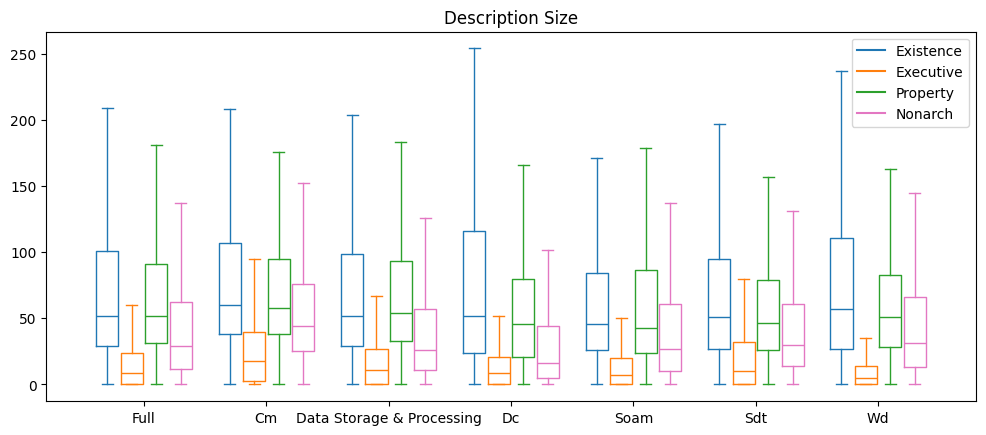 Description Size
250
200
150
100
50
0
Existence
Executive
Property
Nonarch
Full Cm Data Storage & Processing Dc Soam Sdt Wd